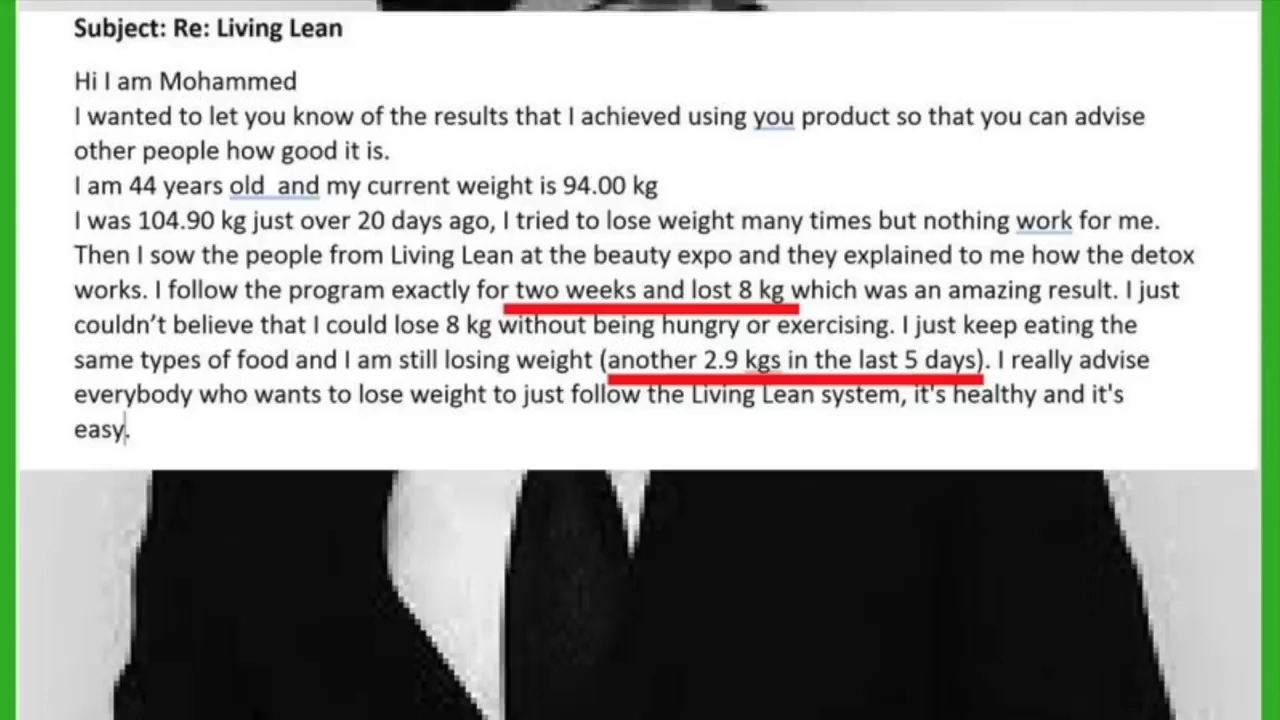 Subject: Re: Living Lean
Hi I am Mohammed
I wanted to let you know of the results that I achieved using you product so that you can advise
other people how good it is.
I am 44 years old  and my current weight is 94.00 kg
I was 104.90 kg just over 20 days ago, I tried to lose weight many times but nothing work for me.
Then I sow the people from Living Lean at the beauty expo and they explained to me how the detox
works. I follow the program exactly for two weeks and lost 8 kg which was an amazing result. I just
couldn’t believe that I could lose 8 kg without being hungry or exercising. I just keep eating the
same types of food and I am still losing weight (another 2.9 kgs in the last 5 days). I really advise
everybody who wants to lose weight to just follow the Living Lean system, it's healthy and it's
easy.